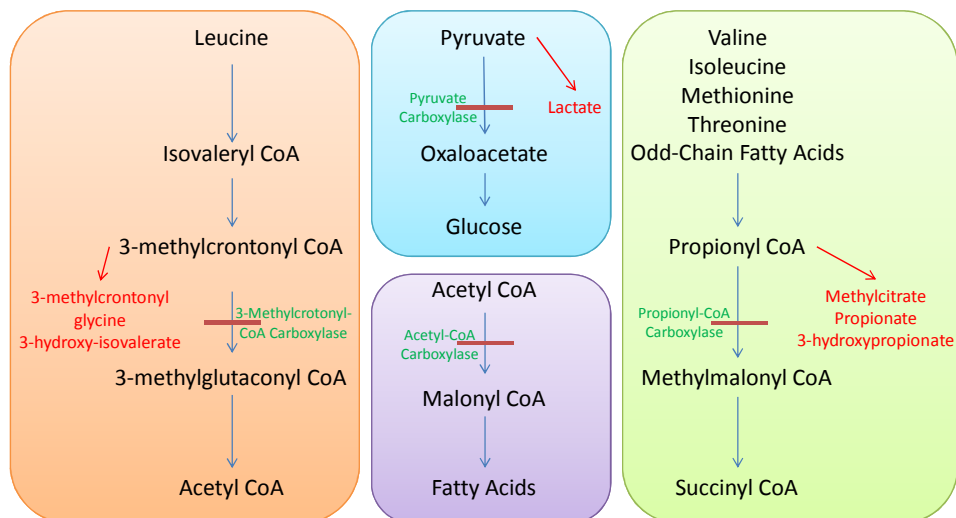 Leucine
Isovaleryl CoA
3-methylcrontonyl CoA
3-methylcrontonyl
glycine
3-hydroxy-isovalerate
3-Methylcrotonyl-
CoA Carboxylase
3-methylglutaconyl CoA
Acetyl CoA
Pyruvate
Pyruvate
Carboxylase
Lactate
Oxaloacetate
Glucose
Acetyl CoA
Acetyl-CoA
Carboxylase
Malonyl CoA
Fatty Acids
Valine
Isoleucine
Methionine
Threonine
Odd-Chain Fatty Acids
Propionyl CoA
Propionyl-CoA
Carboxylase
Methylcitrate
Propionate
3-hydroxypropionate
Methylmalonyl CoA
Succinyl CoA